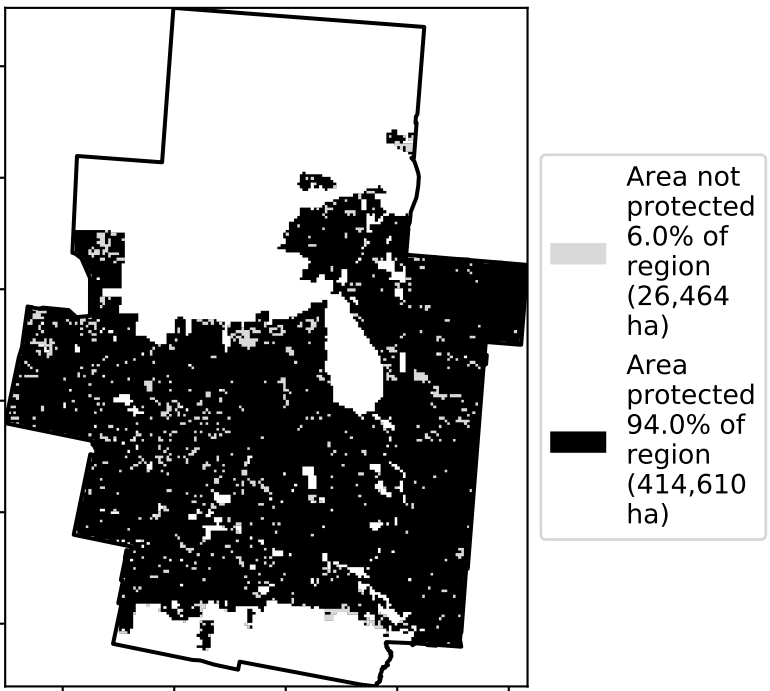 Area not
protected
6.0% of
region
(26,464
ha)
Area
protected
94.0% of
region
(414,610
ha)